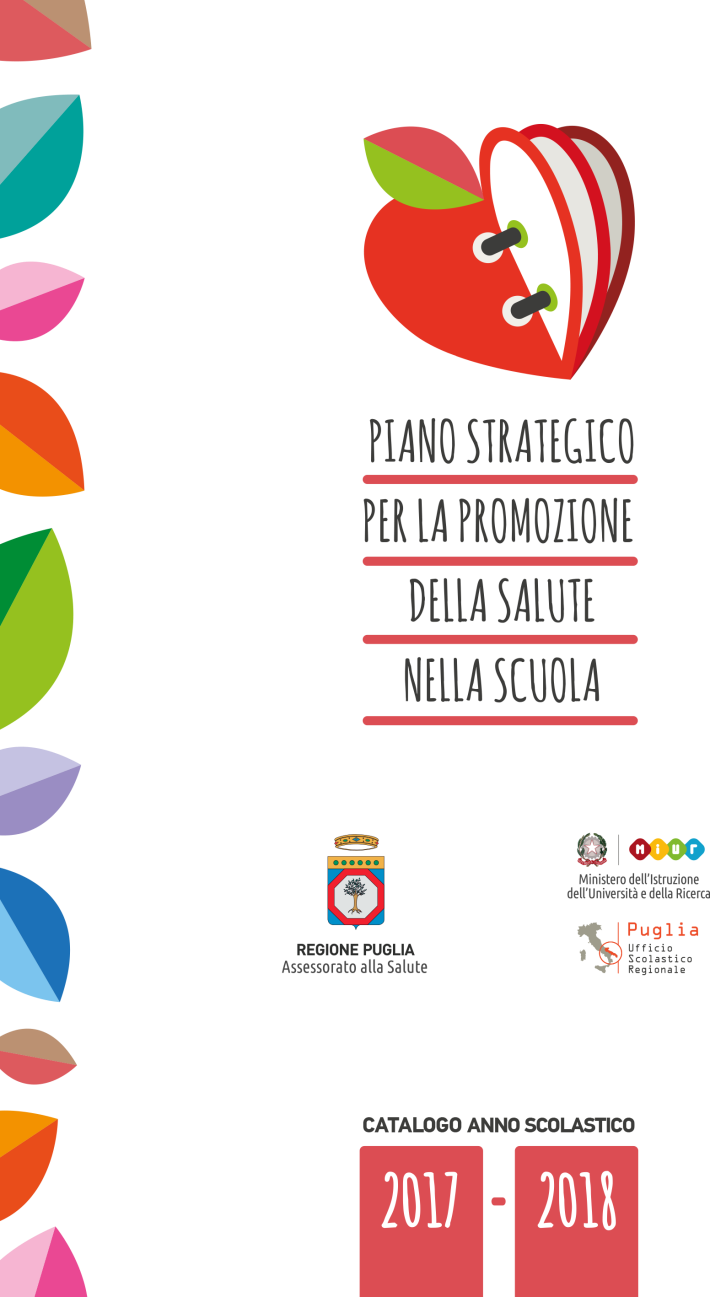 PIANO STRATEGICO
PER LA PROMOZIONE
DELLA SALUTE
NELLA SCUOLA
REGIONE PUGLIA
Assessorato alla Salute
miur
Ministero dell'Istruzione
dell'Università e della Ricerca
Puglia
Ufficio
Scolastico
Regionale
CATALOGO ANNO SCOLASTICO
2017 - 2018